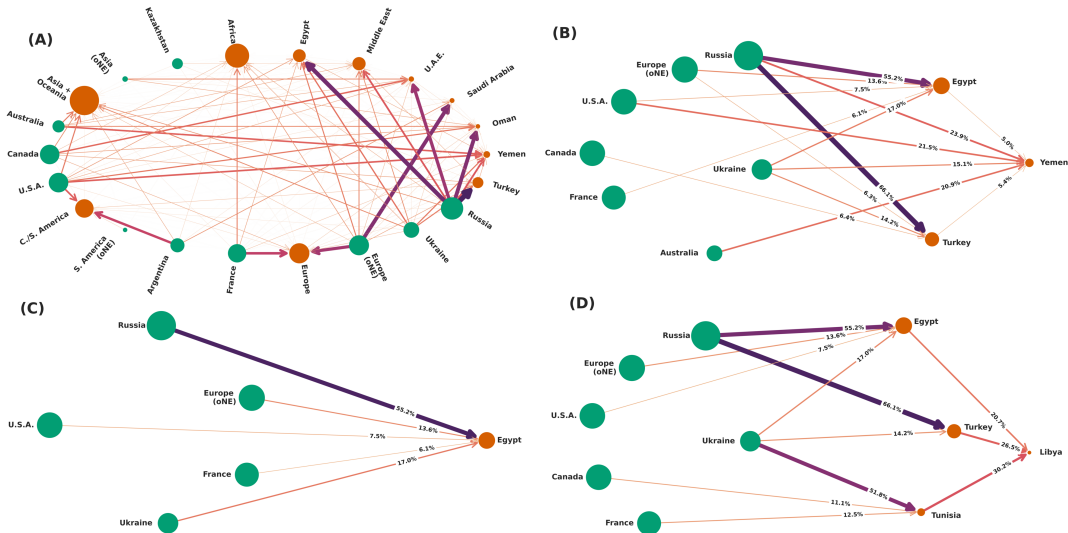 (A)
Kazakhstan
Africa
Egypt
Middle East
U.A.E.
Saudi Arabia
Oman
Yemen
Turkey
Russia
Ukraine
Europe
(oNE)
Europe
France
Argentina
S. America
(oNE)
C./S. America
U.S.A.
Canada
Australia
Asia +
Oceania
Asia
(oNE)
(B)
Russia
Europe
(oNE)
U.S.A.
Canada
France
Ukraine
Australia
Egypt
Yemen
Turkey
55.2%
13.6%
7.5%
6.1%
17.0%
5.0%
23.9%
21.5%
15.1%
66.1%
20.9%
5.4%
6.3%
14.2%
6.4%
(C)
Russia
Europe
(oNE)
U.S.A.
France
Ukraine
Egypt
55.2%
13.6%
7.5%
6.1%
17.0%
(D)
Russia
Europe
(oNE)
U.S.A.
Ukraine
Canada
France
Egypt
Turkey
Libya
Tunisia
55.2%
13.6%
7.5%
17.0%
66.1%
20.7%
14.2%
26.5%
30.2%
51.8%
11.1%
12.5%